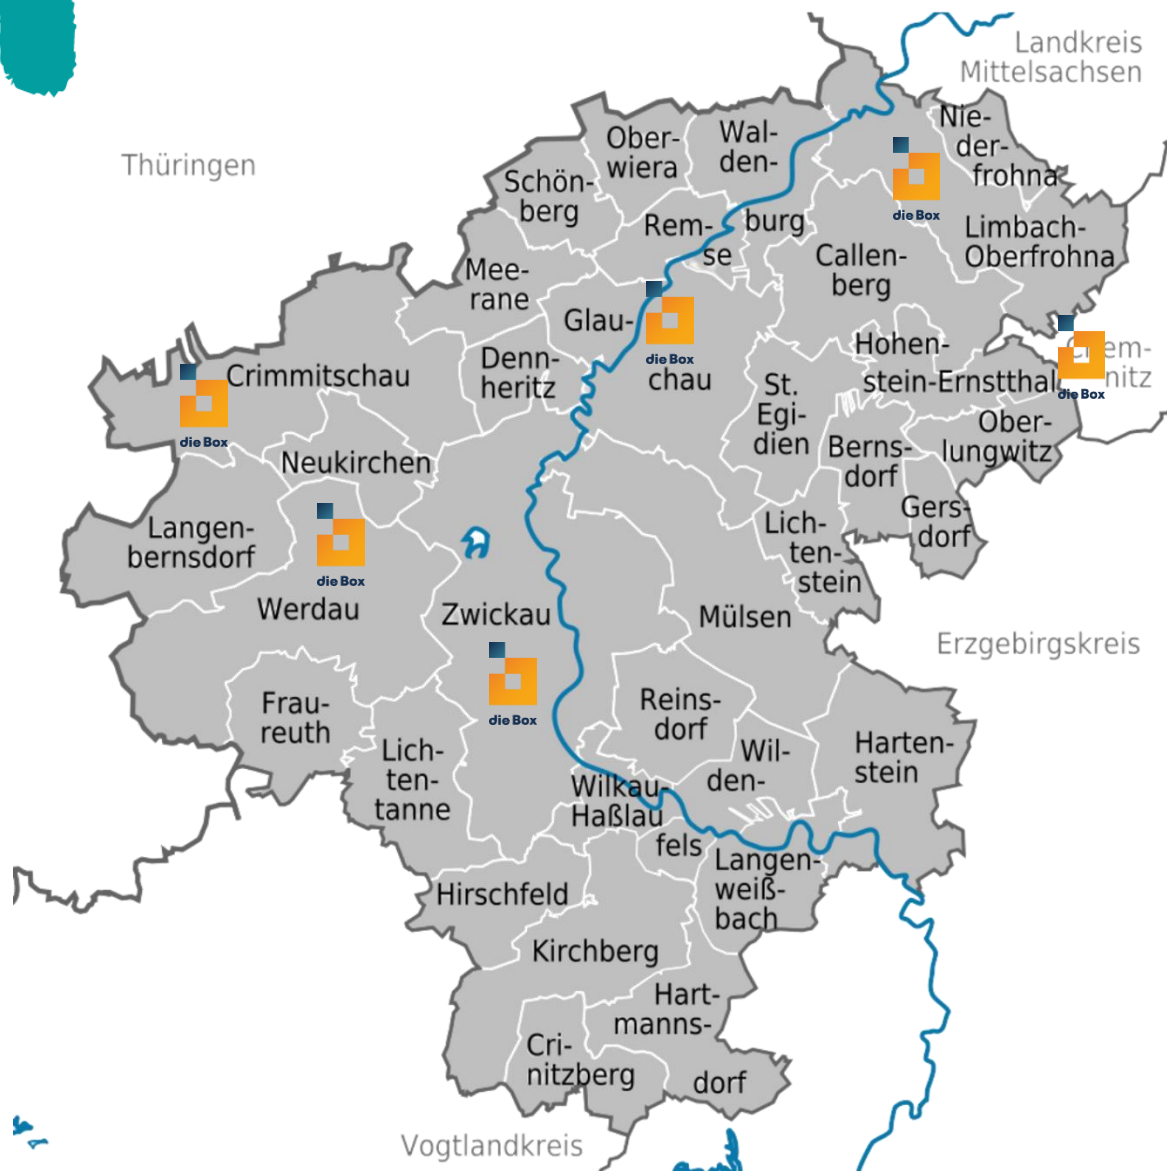 Landkreis
Mittelsachsen
Thüringen
Nie-
der-
frohna
Ober-
wiera
Wal-
den-
burg
Schön-
berg
die Box
Rem-
se
Limbach-
Oberfrohna
Callen-
berg
Mee-
rane
Glau-
chau
die Box
Hohen-
stein-Ernstthal
Chem-
nitz
die Box
Denn-
heritz
Crimmitschau
die Box
St.
Egi-
dien
Ober-
lungwitz
Berns-
dorf
Neukirchen
Gers-
dorf
Langen-
bernsdorf
die Box
Lich-
ten-
stein
Werdau
Zwickau
die Box
Mülsen
Erzgebirgskreis
Frau-
reuth
Reins-
dorf
Lich-
ten-
tanne
Wil-
den-
fels
Harten-
stein
Wilkau-
Haßlau
Langen-
weiß-
bach
Hirschfeld
Kirchberg
Hart-
manns-
dorf
Cri-
nitzberg
Vogtlandkreis